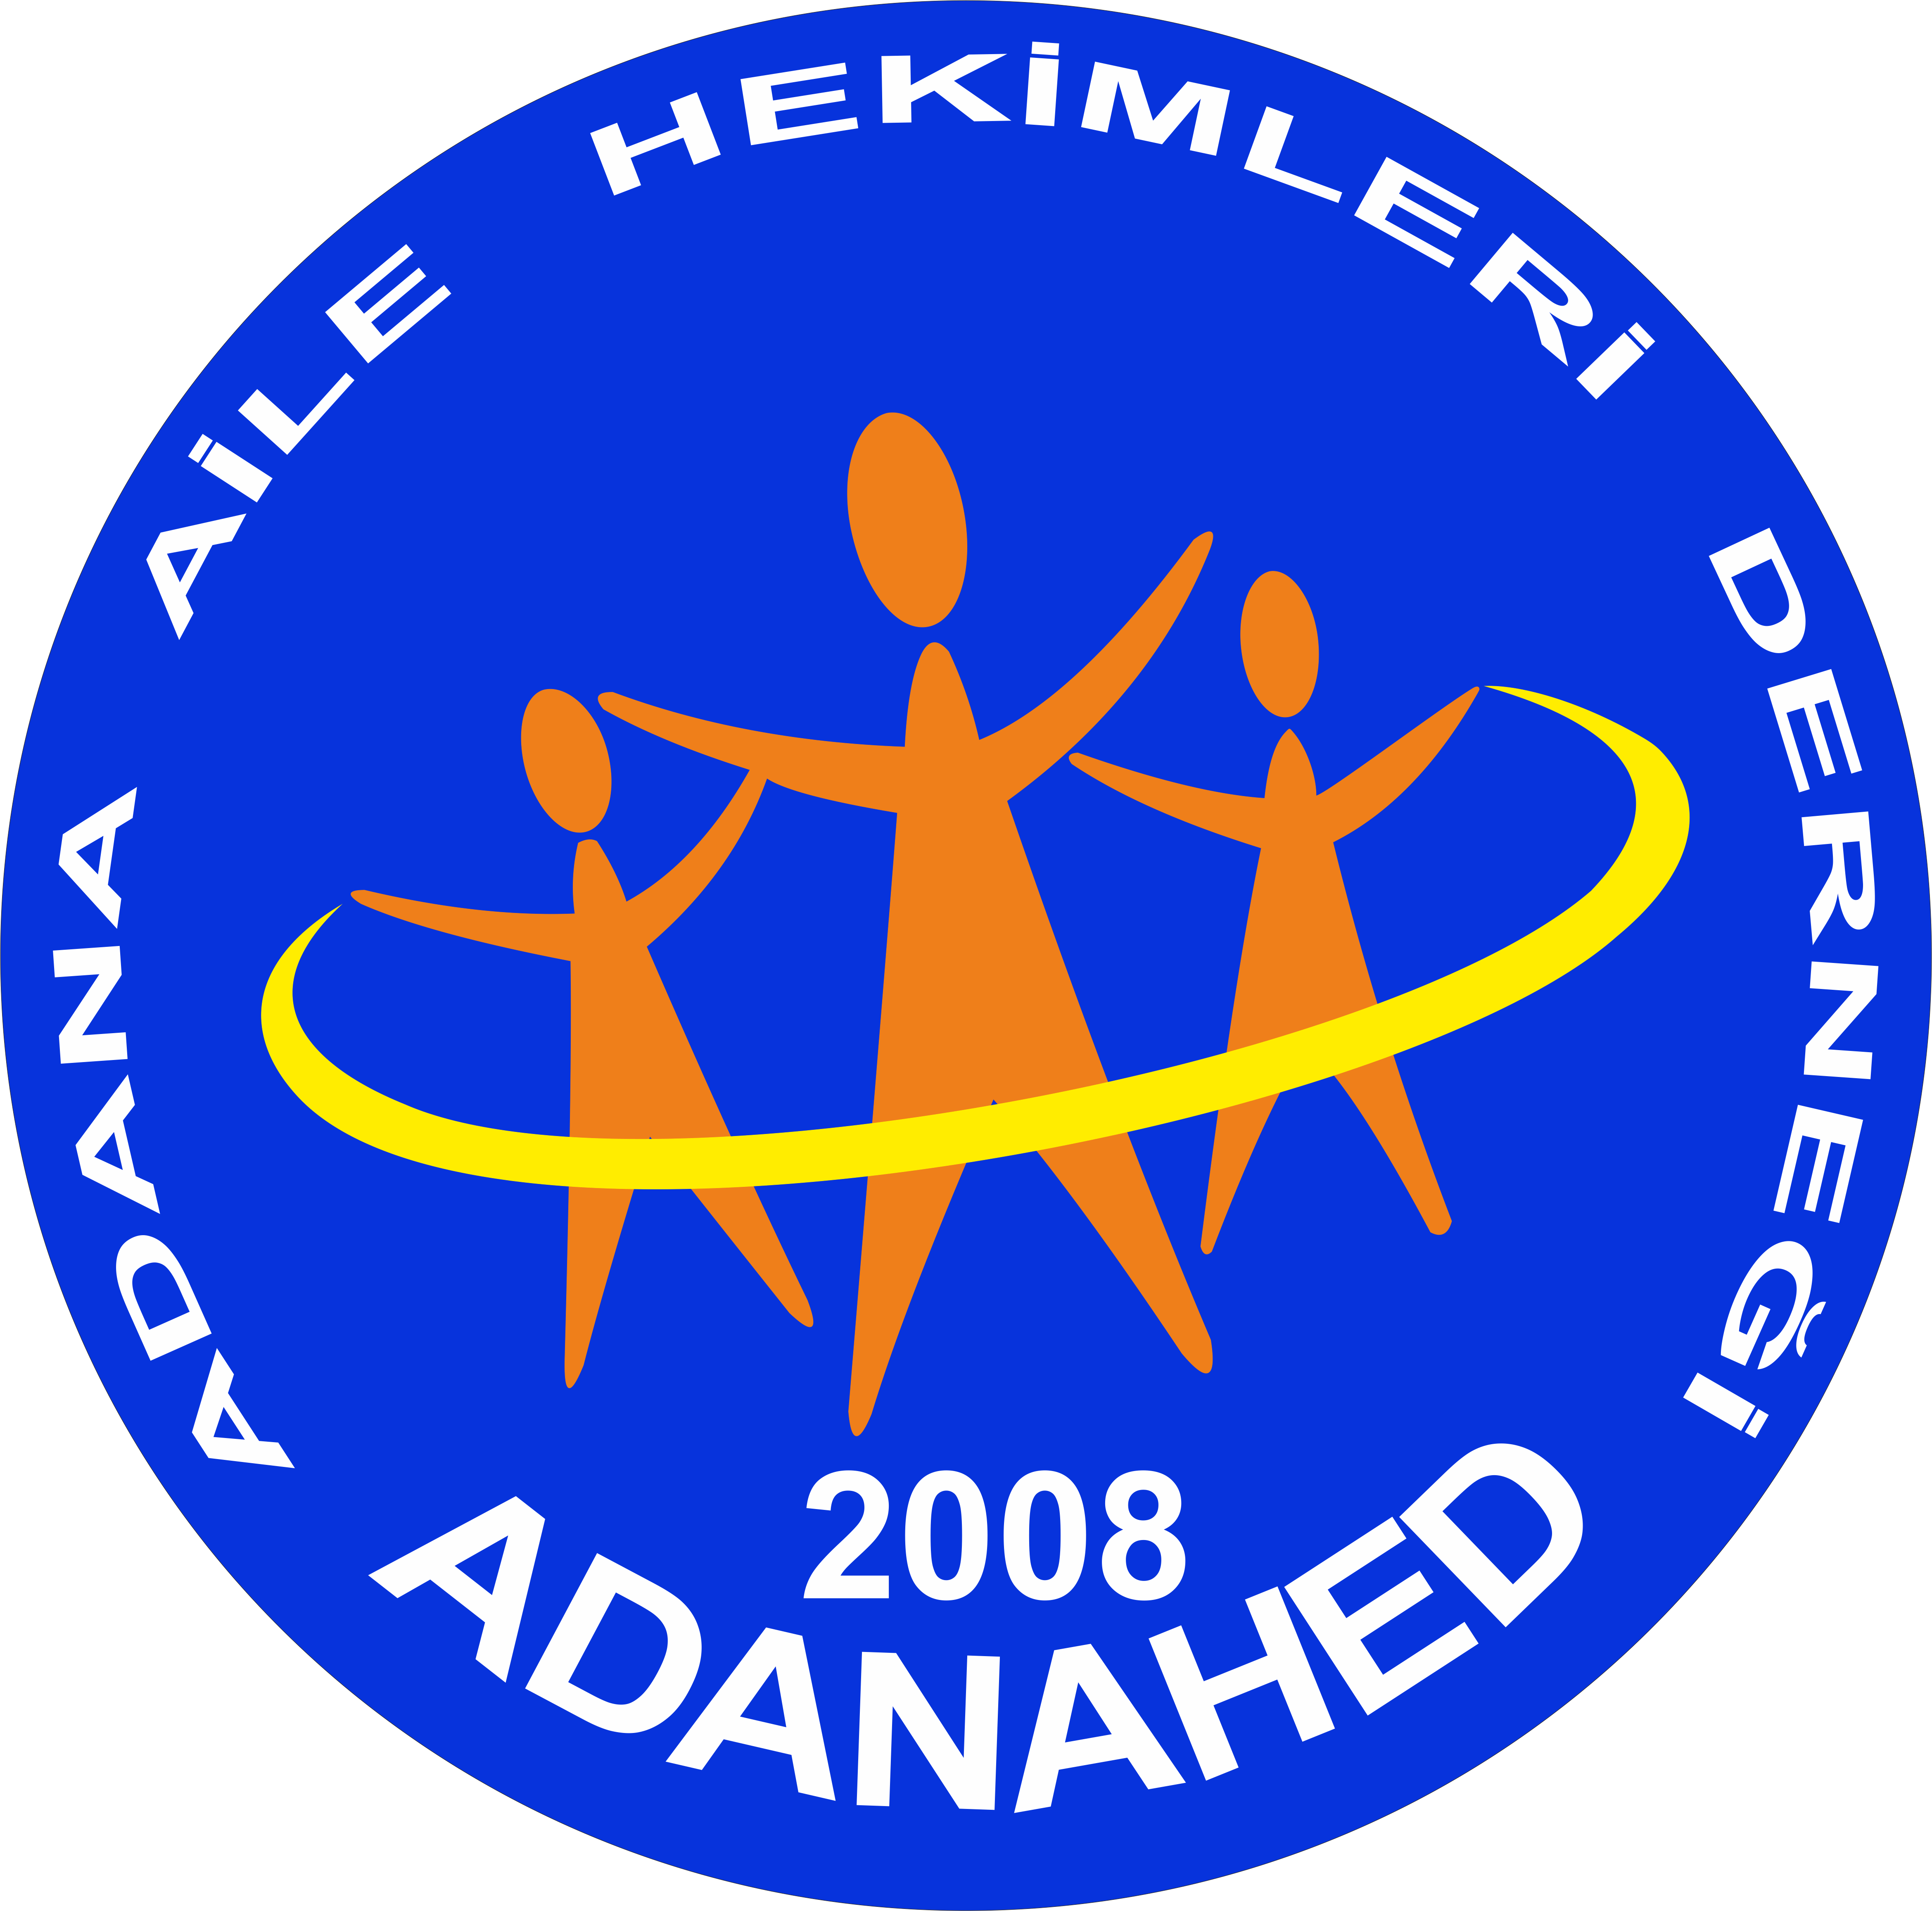 ADANA AİLE HEKİMLERİ DERNEĞİ
2008
ADANAHED